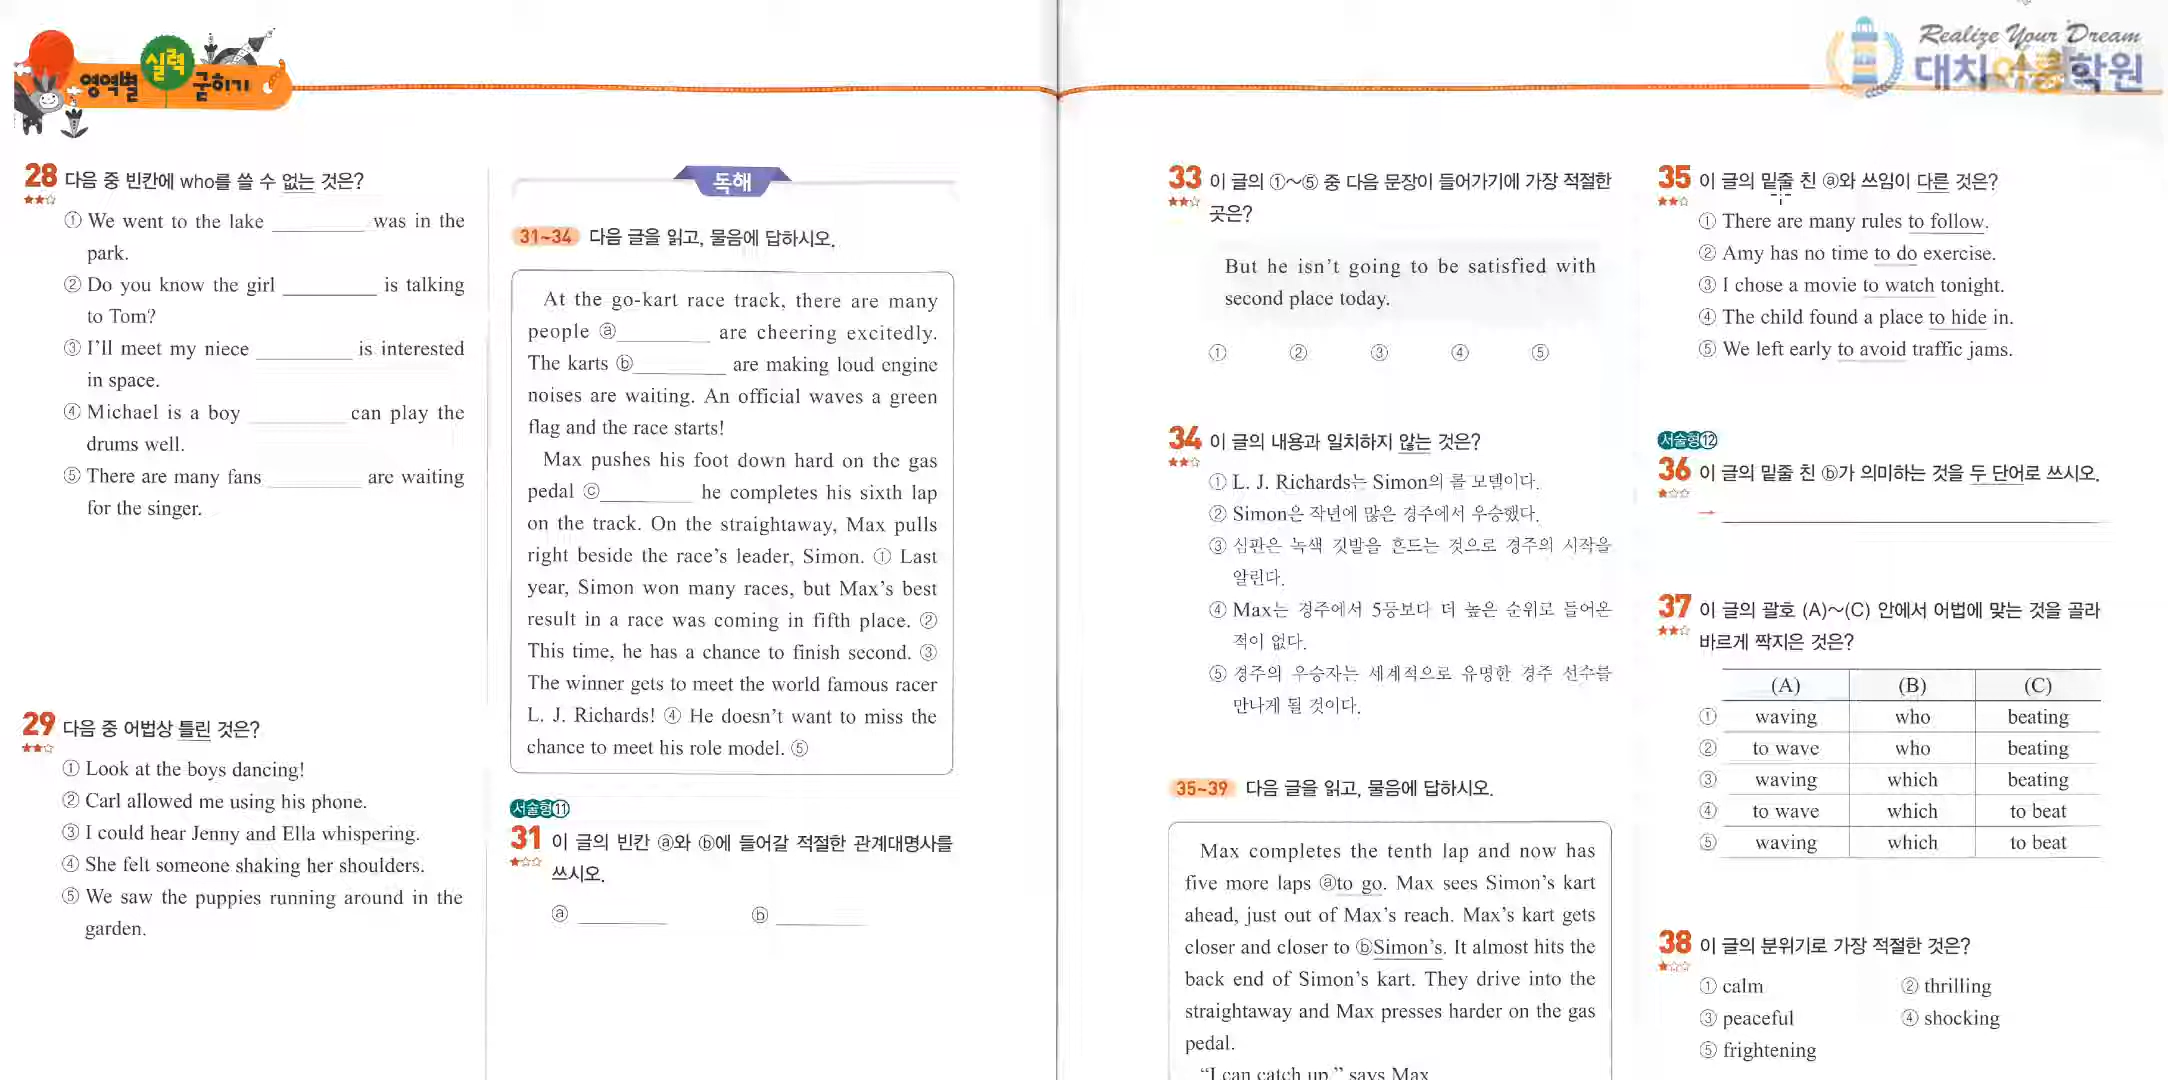 영역별 실력 굳히기
Realize Your Dream
28 다음 중 빈칸에 who를 쓸 수 없는 것은?
★★☆
① We went to the lake ________ was in the
park.
② Do you know the girl ________ is talking
to Tom?
③ I'll meet my niece ________ is interested
in space.
④ Michael is a boy ________ can play the
drums well.
⑤ There are many fans ________ are waiting
for the singer.
29 다음 중 어법상 틀린 것은?
★★☆
① Look at the boys dancing!
② Carl allowed me using his phone.
③ I could hear Jenny and Ella whispering.
④ She felt someone shaking her shoulders.
⑤ We saw the puppies running around in the
garden.
독해
31~34 다음 글을 읽고, 물음에 답하시오.
At the go-kart race track, there are many
people ⓐ________ are cheering excitedly.
The karts ⓑ________ are making loud engine
noises are waiting. An official waves a green
flag and the race starts!
Max pushes his foot down hard on the gas
pedal ⓒ________ he completes his sixth lap
on the track. On the straightaway, Max pulls
right beside the race's leader, Simon. ① Last
year, Simon won many races, but Max's best
result in a race was coming in fifth place. ②
This time, he has a chance to finish second. ③
The winner gets to meet the world famous racer
L. J. Richards! ④ He doesn't want to miss the
chance to meet his role model. ⑤
서술형⑪
31 이 글의 빈칸 ⓐ와 ⓑ에 들어갈 적절한 관계대명사를
★☆☆
쓰시오.
ⓐ ________ ⓑ ________
33 이 글의 ①~⑤ 중 다음 문장이 들어가기에 가장 적절한
★★☆
곳은?
But he isn't going to be satisfied with
second place today.
① ② ③ ④ ⑤
34 이 글의 내용과 일치하지 않는 것은?
★★☆
① L. J. Richards는 Simon의 롤 모델이다.
② Simon은 작년에 많은 경주에서 우승했다.
③ 심판은 녹색 깃발을 흔드는 것으로 경주의 시작을
알린다.
④ Max는 경주에서 5등보다 더 높은 순위로 들어온
적이 없다.
⑤ 경주의 우승자는 세계적으로 유명한 경주 선수를
만나게 될 것이다.
35~39 다음 글을 읽고, 물음에 답하시오.
Max completes the tenth lap and now has
five more laps ⓐto go. Max sees Simon's kart
ahead, just out of Max's reach. Max's kart gets
closer and closer to ⓑSimon's. It almost hits the
back end of Simon's kart. They drive into the
straightaway and Max presses harder on the gas
pedal.
"I can catch up," says Max
35 이 글의 밑줄 친 ⓐ와 쓰임이 다른 것은?
★★☆
① There are many rules to follow.
② Amy has no time to do exercise.
③ I chose a movie to watch tonight.
④ The child found a place to hide in.
⑤ We left early to avoid traffic jams.
서술형⑫
36 이 글의 밑줄 친 ⓑ가 의미하는 것을 두 단어로 쓰시오.
★☆☆
→ ________
37 이 글의 괄호 (A)~(C) 안에서 어법에 맞는 것을 골라
★★☆
바르게 짝지은 것은?
(A) (B) (C)
① waving who beating
② to wave who beating
③ waving which beating
④ to wave which to beat
⑤ waving which to beat
38 이 글의 분위기로 가장 적절한 것은?
★☆☆
① calm ② thrilling
③ peaceful ④ shocking
⑤ frightening